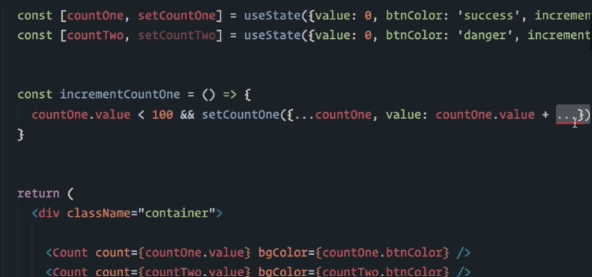 const [countOne, setCountOne] = useState({value: 0, btnColor: 'success', increment
const [countTwo, setCountTwo] = useState({value: 0, btnColor: 'danger', increment
const incrementCountOne = () => {
countOne.value < 100 && setCountOne({...countOne, value: countOne.value + ...})
}
return (
<div className="container">
<Count count={countOne.value} bgColor={countOne.btnColor} />
<Count count={countTwo.value} bgColor={countTwo.btnColor} />